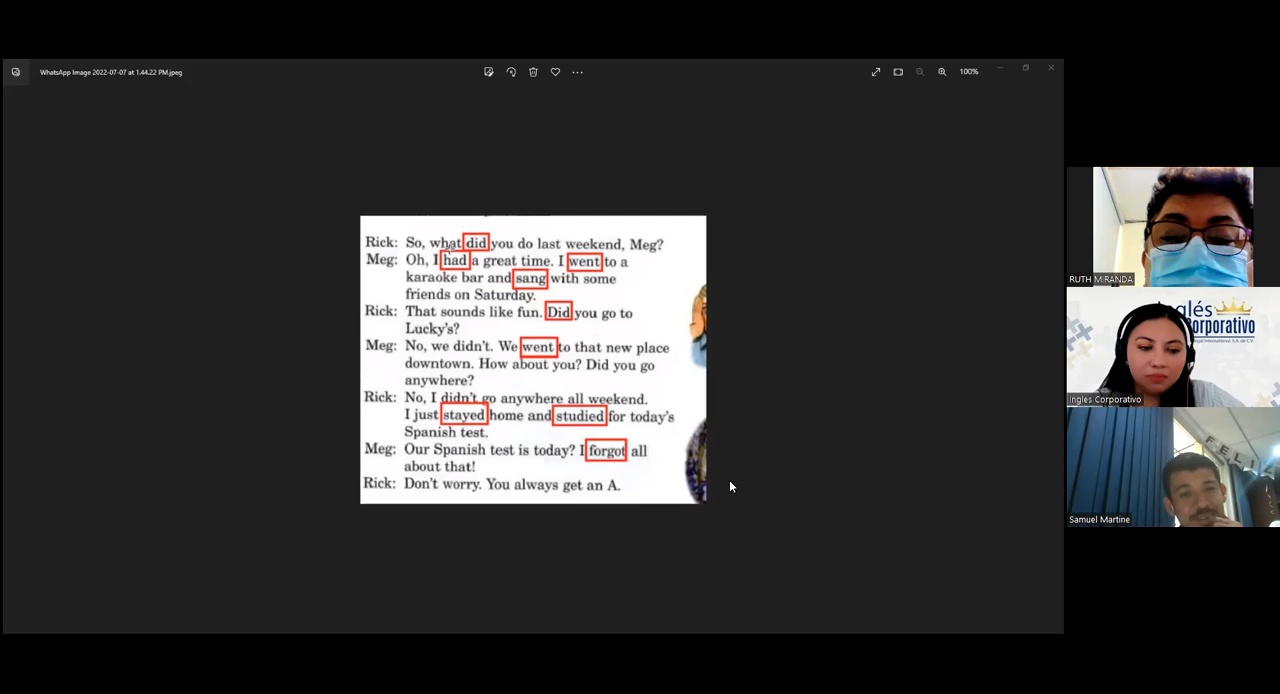 WhatsApp Image 2022-07-07 at 1.44.22 PM.jpeg
100%
Rick: So, what did you do last weekend, Meg?
Meg: Oh, I had a great time. I went to a
karaoke bar and sang with some
friends on Saturday.
Rick: That sounds like fun. Did you go to
Lucky's?
Meg: No, we didn't. We went to that new place
downtown. How about you? Did you go
anywhere?
Rick: No, I didn't go anywhere all weekend.
I just stayed home and studied for today's
Spanish test.
Meg: Our Spanish test is today? I forgot all
about that!
Rick: Don't worry. You always get an A.
RUTH MIRANDA
Inglés
Corporativo
Ingles Corporativo
FELI
Samuel Martine